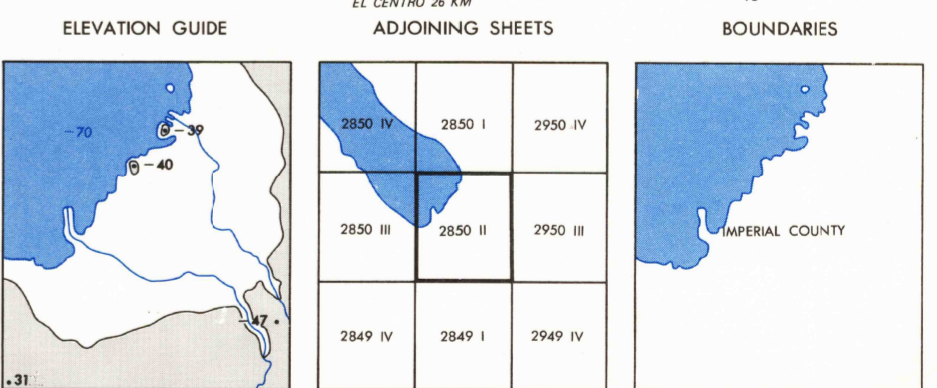 EL CENTRO 26 KM
ELEVATION GUIDE
ADJOINING SHEETS
BOUNDARIES
-70
-39
-40
-47
.31
2850 IV
2850 I
2950 IV
2850 III
2850 II
2950 III
2849 IV
2849 I
2949 IV
IMPERIAL COUNTY